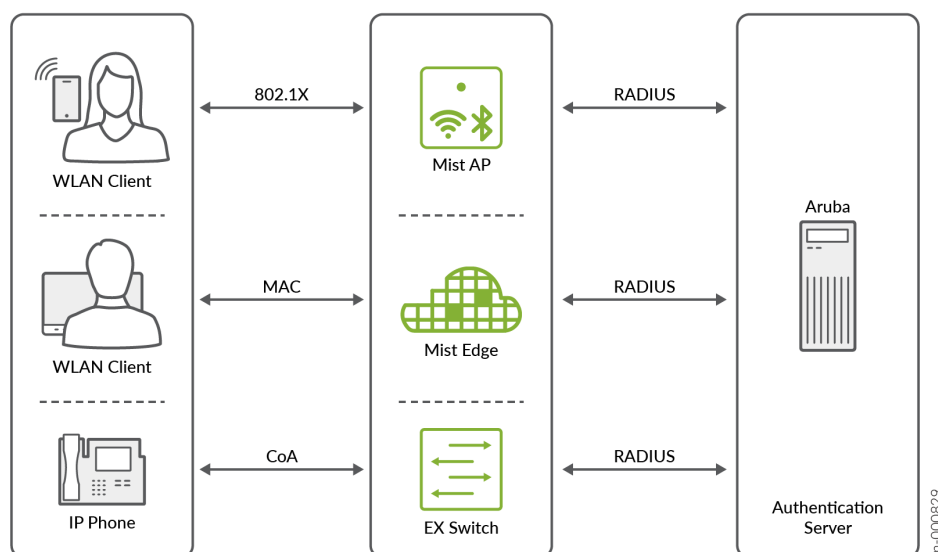 802.1X
RADIUS
WLAN Client
Mist AP
Aruba
MAC
RADIUS
WLAN Client
Mist Edge
CoA
RADIUS
IP Phone
EX Switch
Authentication
Server